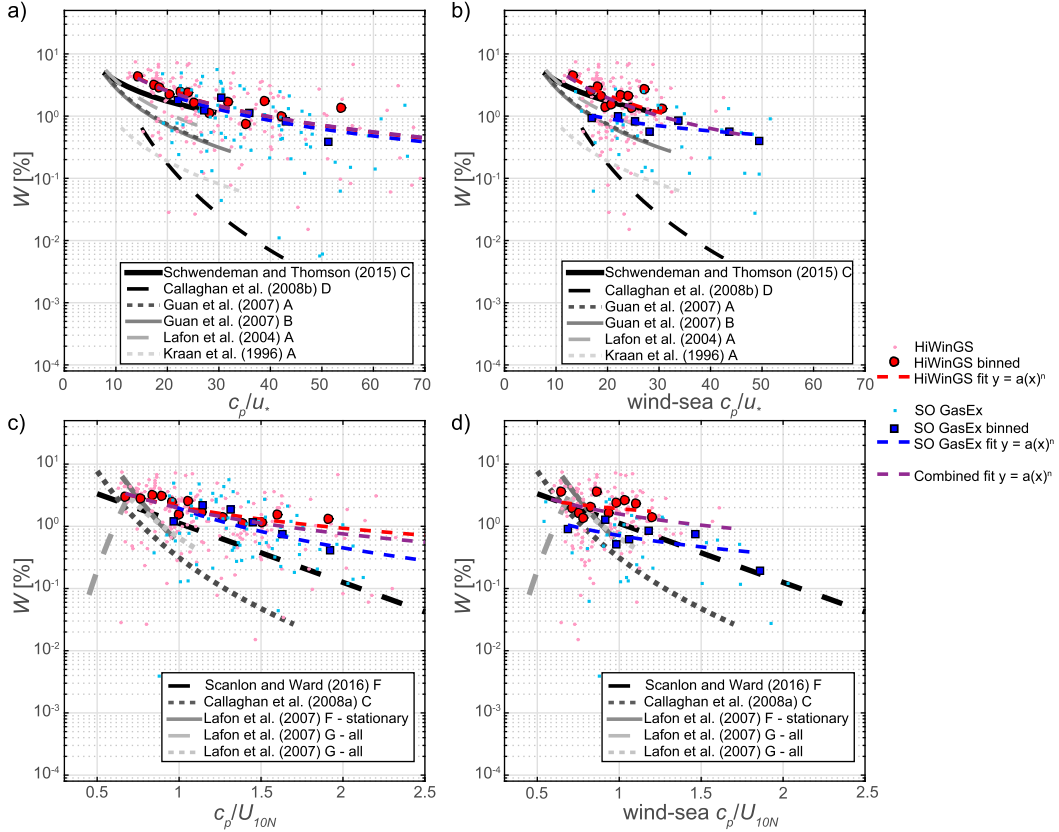 a)
b)
W [%]
10¹
10⁰
10⁻¹
10⁻²
10⁻³
10⁻⁴
Schwendeman and Thomson (2015) C
Callaghan et al. (2008b) D
Guan et al. (2007) A
Guan et al. (2007) B
Lafon et al. (2004) A
Kraan et al. (1996) A
0 10 20 30 40 50 60 70
cₚ/u*
W [%]
10¹
10⁰
10⁻¹
10⁻²
10⁻³
10⁻⁴
Schwendeman and Thomson (2015) C
Callaghan et al. (2008b) D
Guan et al. (2007) A
Guan et al. (2007) B
Lafon et al. (2004) A
Kraan et al. (1996) A
0 10 20 30 40 50 60 70
wind-sea cₚ/u*
HiWinGS
HiWinGS binned
HiWinGS fit y = a(x)ⁿ
SO GasEx
SO GasEx binned
SO GasEx fit y = a(x)ⁿ
Combined fit y = a(x)ⁿ
c)
d)
W [%]
10¹
10⁰
10⁻¹
10⁻²
10⁻³
10⁻⁴
Scanlon and Ward (2016) F
Callaghan et al. (2008a) C
Lafon et al. (2007) F - stationary
Lafon et al. (2007) G - all
Lafon et al. (2007) G - all
0.5 1 1.5 2 2.5
cₚ/U₁₀N
W [%]
10¹
10⁰
10⁻¹
10⁻²
10⁻³
10⁻⁴
Scanlon and Ward (2016) F
Callaghan et al. (2008a) C
Lafon et al. (2007) F - stationary
Lafon et al. (2007) G - all
Lafon et al. (2007) G - all
0.5 1 1.5 2 2.5
wind-sea cₚ/U₁₀N